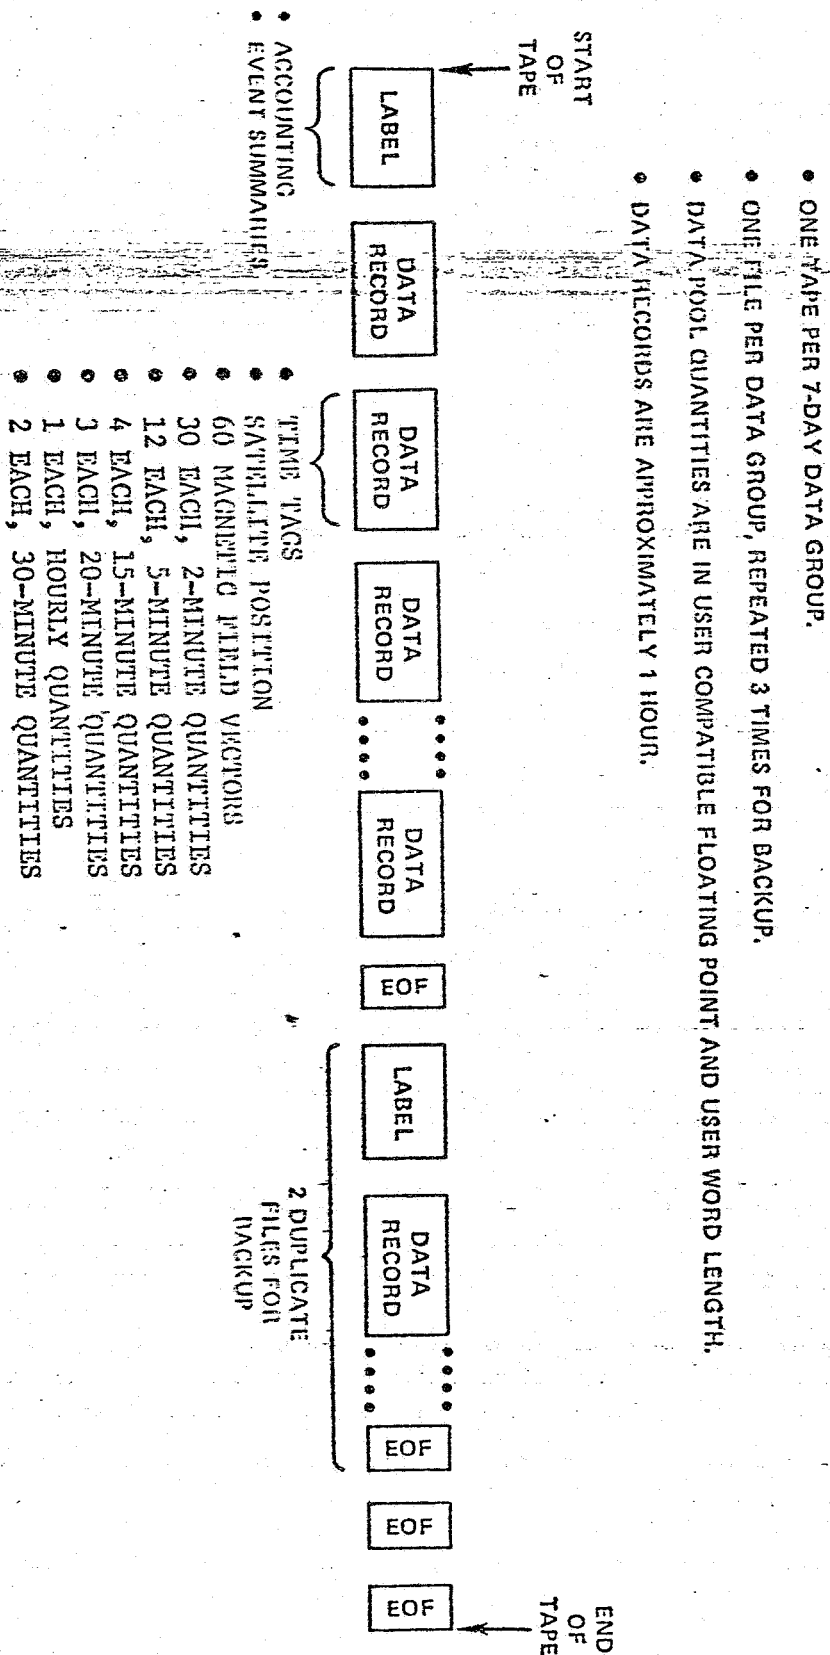 • ONE TAPE PER 7-DAY DATA GROUP.
• ONE FILE PER DATA GROUP, REPEATED 3 TIMES FOR BACKUP.
• DATA POOL QUANTITIES ARE IN USER COMPATIBLE FLOATING POINT AND USER WORD LENGTH.
• DATA RECORDS ARE APPROXIMATELY 1 HOUR.
START
OF
TAPE
END
OF
TAPE
LABEL
DATA
RECORD
DATA
RECORD
DATA
RECORD
DATA
RECORD
EOF
LABEL
DATA
RECORD
EOF
EOF
EOF
• ACCOUNTING
• EVENT SUMMARIES
• TIME TAGS
• SATELLITE POSITION
• 60 MAGNETIC FIELD VECTORS
• 30 EACH, 2-MINUTE QUANTITIES
• 12 EACH, 5-MINUTE QUANTITIES
• 4 EACH, 15-MINUTE QUANTITIES
• 3 EACH, 20-MINUTE QUANTITIES
• 1 EACH, HOURLY QUANTITIES
• 2 EACH, 30-MINUTE QUANTITIES
2 DUPLICATE
FILES FOR
BACKUP